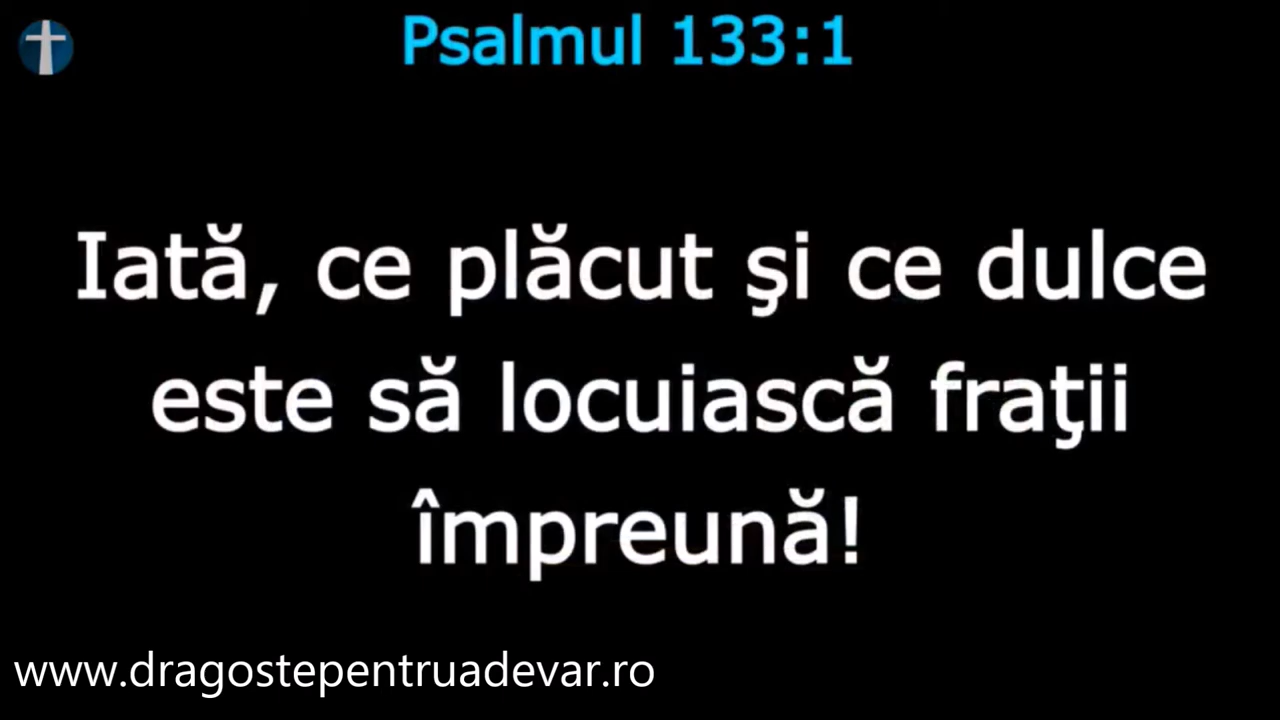 Psalmul 133:1
Iată, ce plăcut şi ce dulce
este să locuiască fraţii
împreună!
www.dragostepentruadevar.ro